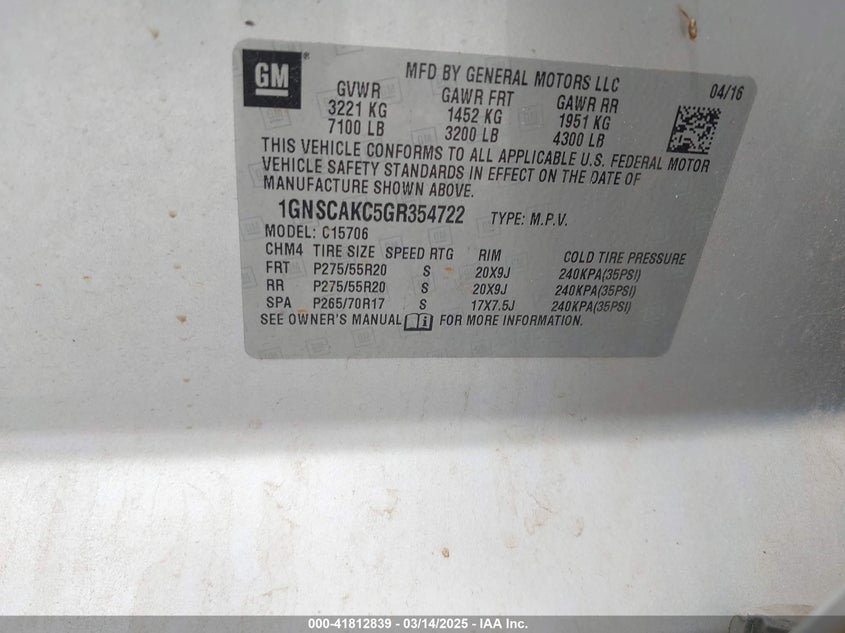 GM
MFD BY GENERAL MOTORS LLC
04/16
GVWR GAWR FRT GAWR RR
3221 KG 1452 KG 1951 KG
7100 LB 3200 LB 4300 LB
THIS VEHICLE CONFORMS TO ALL APPLICABLE U.S. FEDERAL MOTOR
VEHICLE SAFETY STANDARDS IN EFFECT ON THE DATE OF
MANUFACTURE SHOWN ABOVE.
1GNSCAKC5GR354722 TYPE: M.P.V.
MODEL: C15706
CHM4 TIRE SIZE SPEED RTG RIM COLD TIRE PRESSURE
FRT P275/55R20 S 20X9J 240KPA(35PSI)
RR P275/55R20 S 20X9J 240KPA(35PSI)
SPA P265/70R17 S 17X7.5J 240KPA(35PSI)
SEE OWNER'S MANUAL FOR MORE INFORMATION.
000-41812839 - 03/14/2025 - IAA Inc.